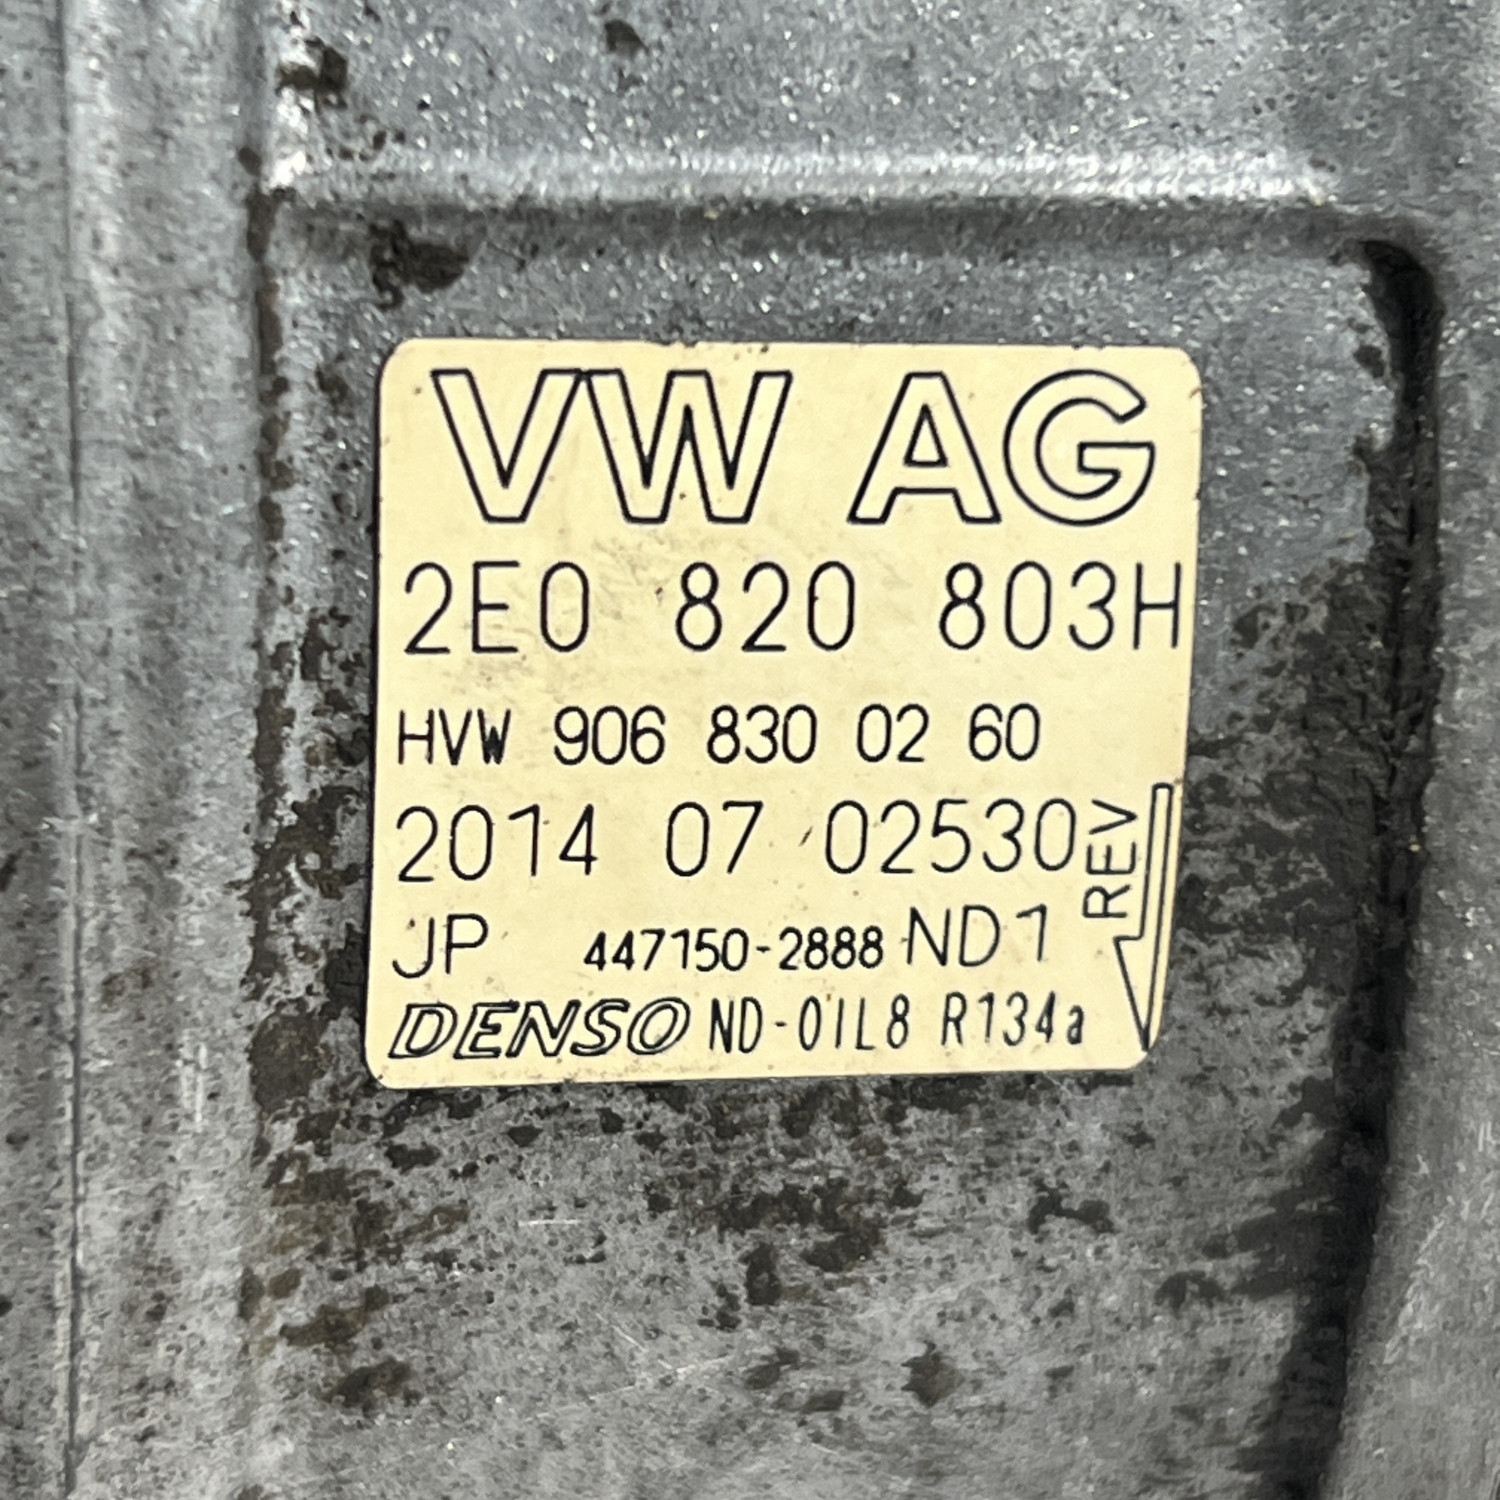 VW AG
2E0 820 803H
HVW 906 830 02 60
2014 07 02530
REV
JP 447150-2888 ND1
DENSO ND-OIL8 R134a